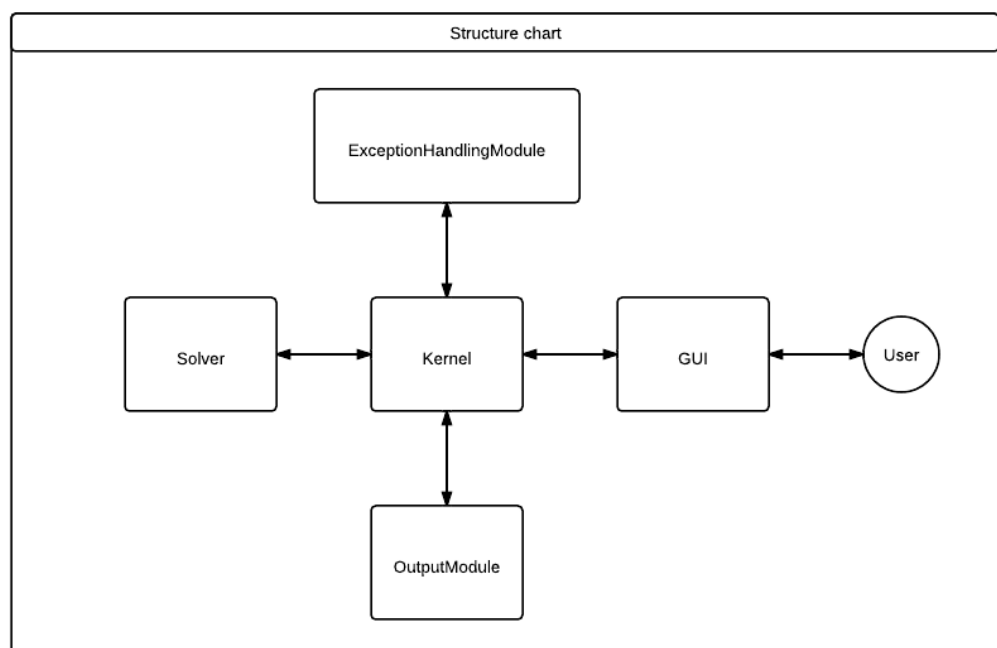 Structure chart
ExceptionHandlingModule
Solver
Kernel
GUI
User
OutputModule